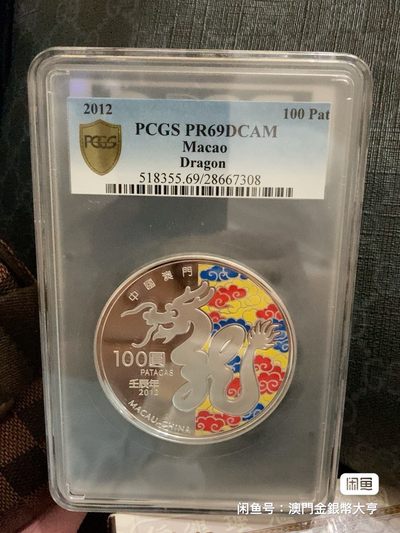 2012 100 Pat
PCGS PR69DCAM
Macao
Dragon
518355.69/28667308
PCGS
中國澳門
100圓
PATACAS
壬辰年
2012
MACAU, CHINA
闲鱼
闲鱼号：澳門金銀幣大亨